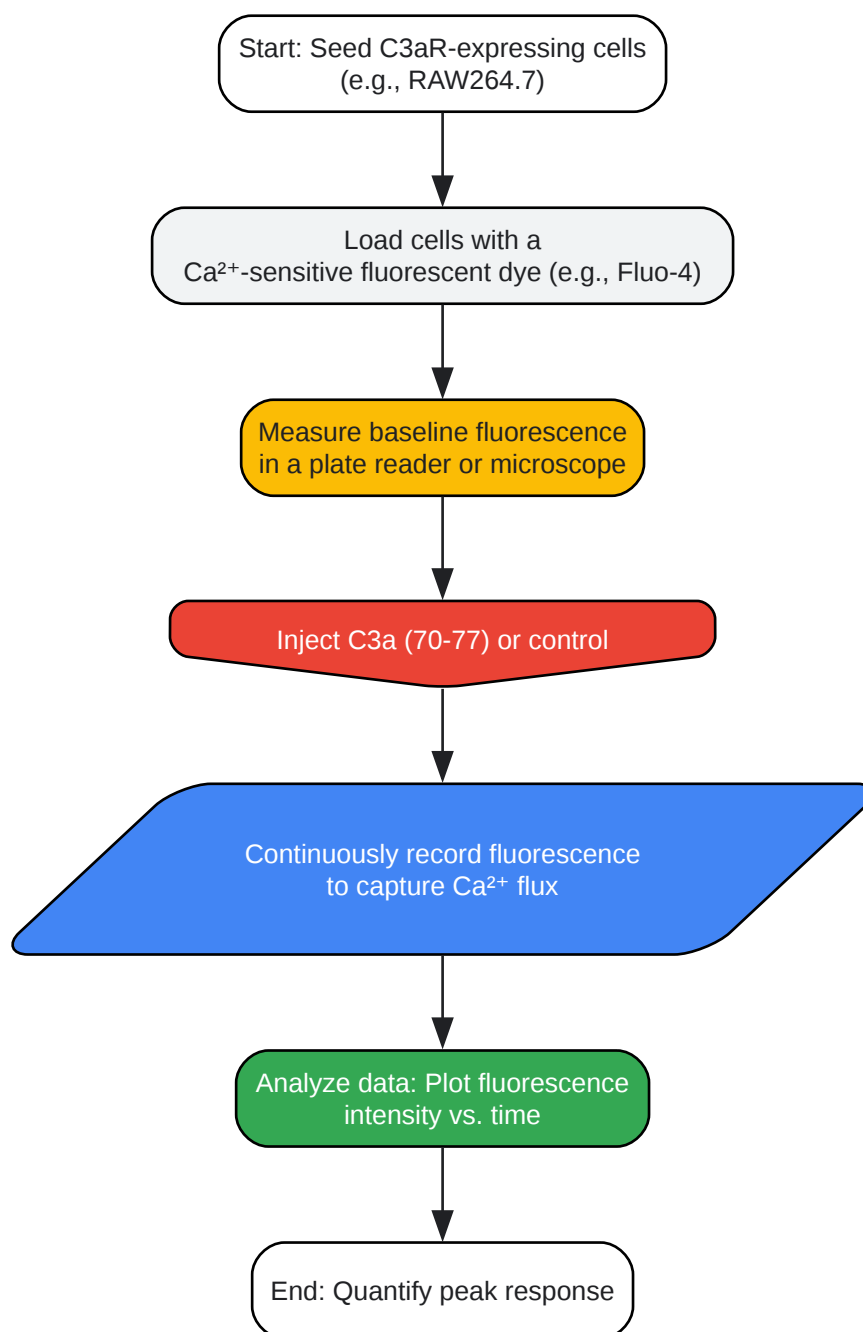 Start: Seed C3aR-expressing cells
(e.g., RAW264.7)
Load cells with a
Ca²⁺-sensitive fluorescent dye (e.g., Fluo-4)
Measure baseline fluorescence
in a plate reader or microscope
Inject C3a (70-77) or control
Continuously record fluorescence
to capture Ca²⁺ flux
Analyze data: Plot fluorescence
intensity vs. time
End: Quantify peak response